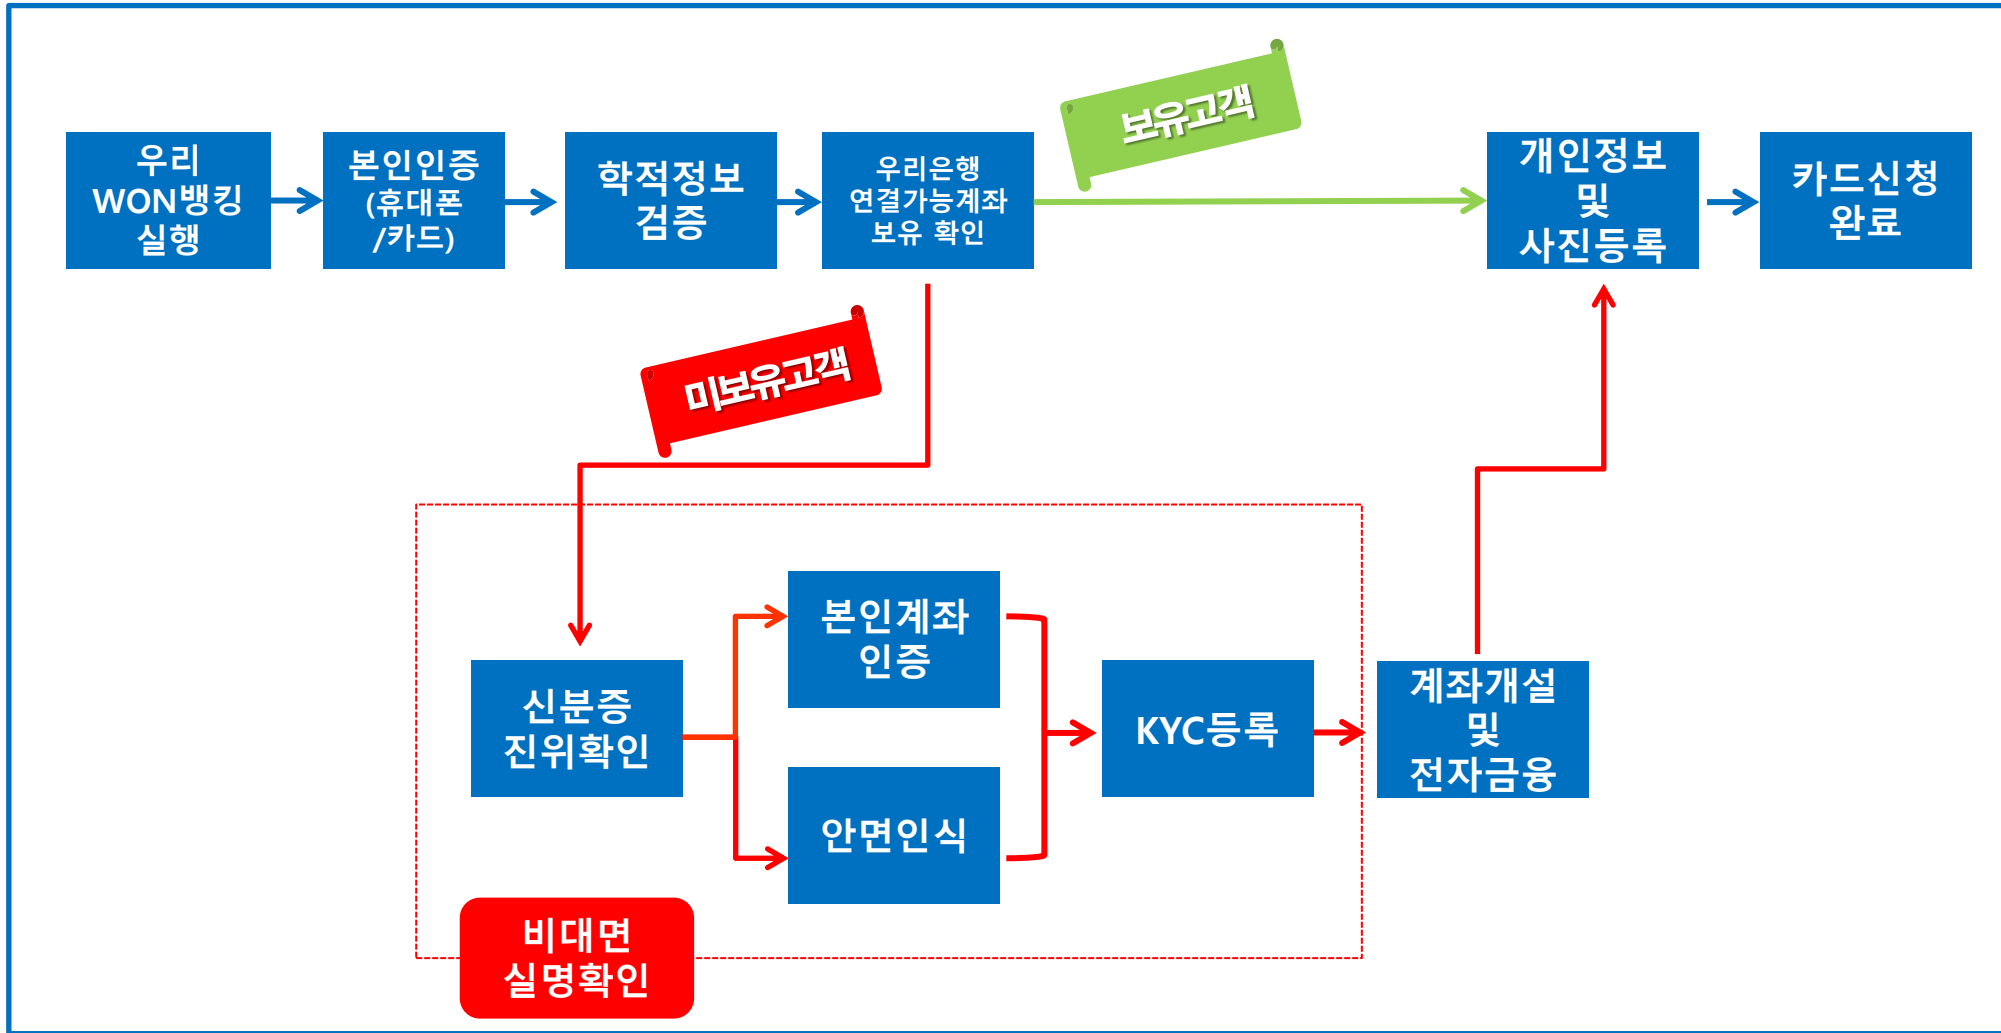 우리
WON뱅킹
실행
본인인증
(휴대폰
/카드)
학적정보
검증
우리은행
연결가능계좌
보유 확인
보유고객
개인정보
및
사진등록
카드신청
완료
미보유고객
신분증
진위확인
본인계좌
인증
안면인식
KYC등록
계좌개설
및
전자금융
비대면
실명확인